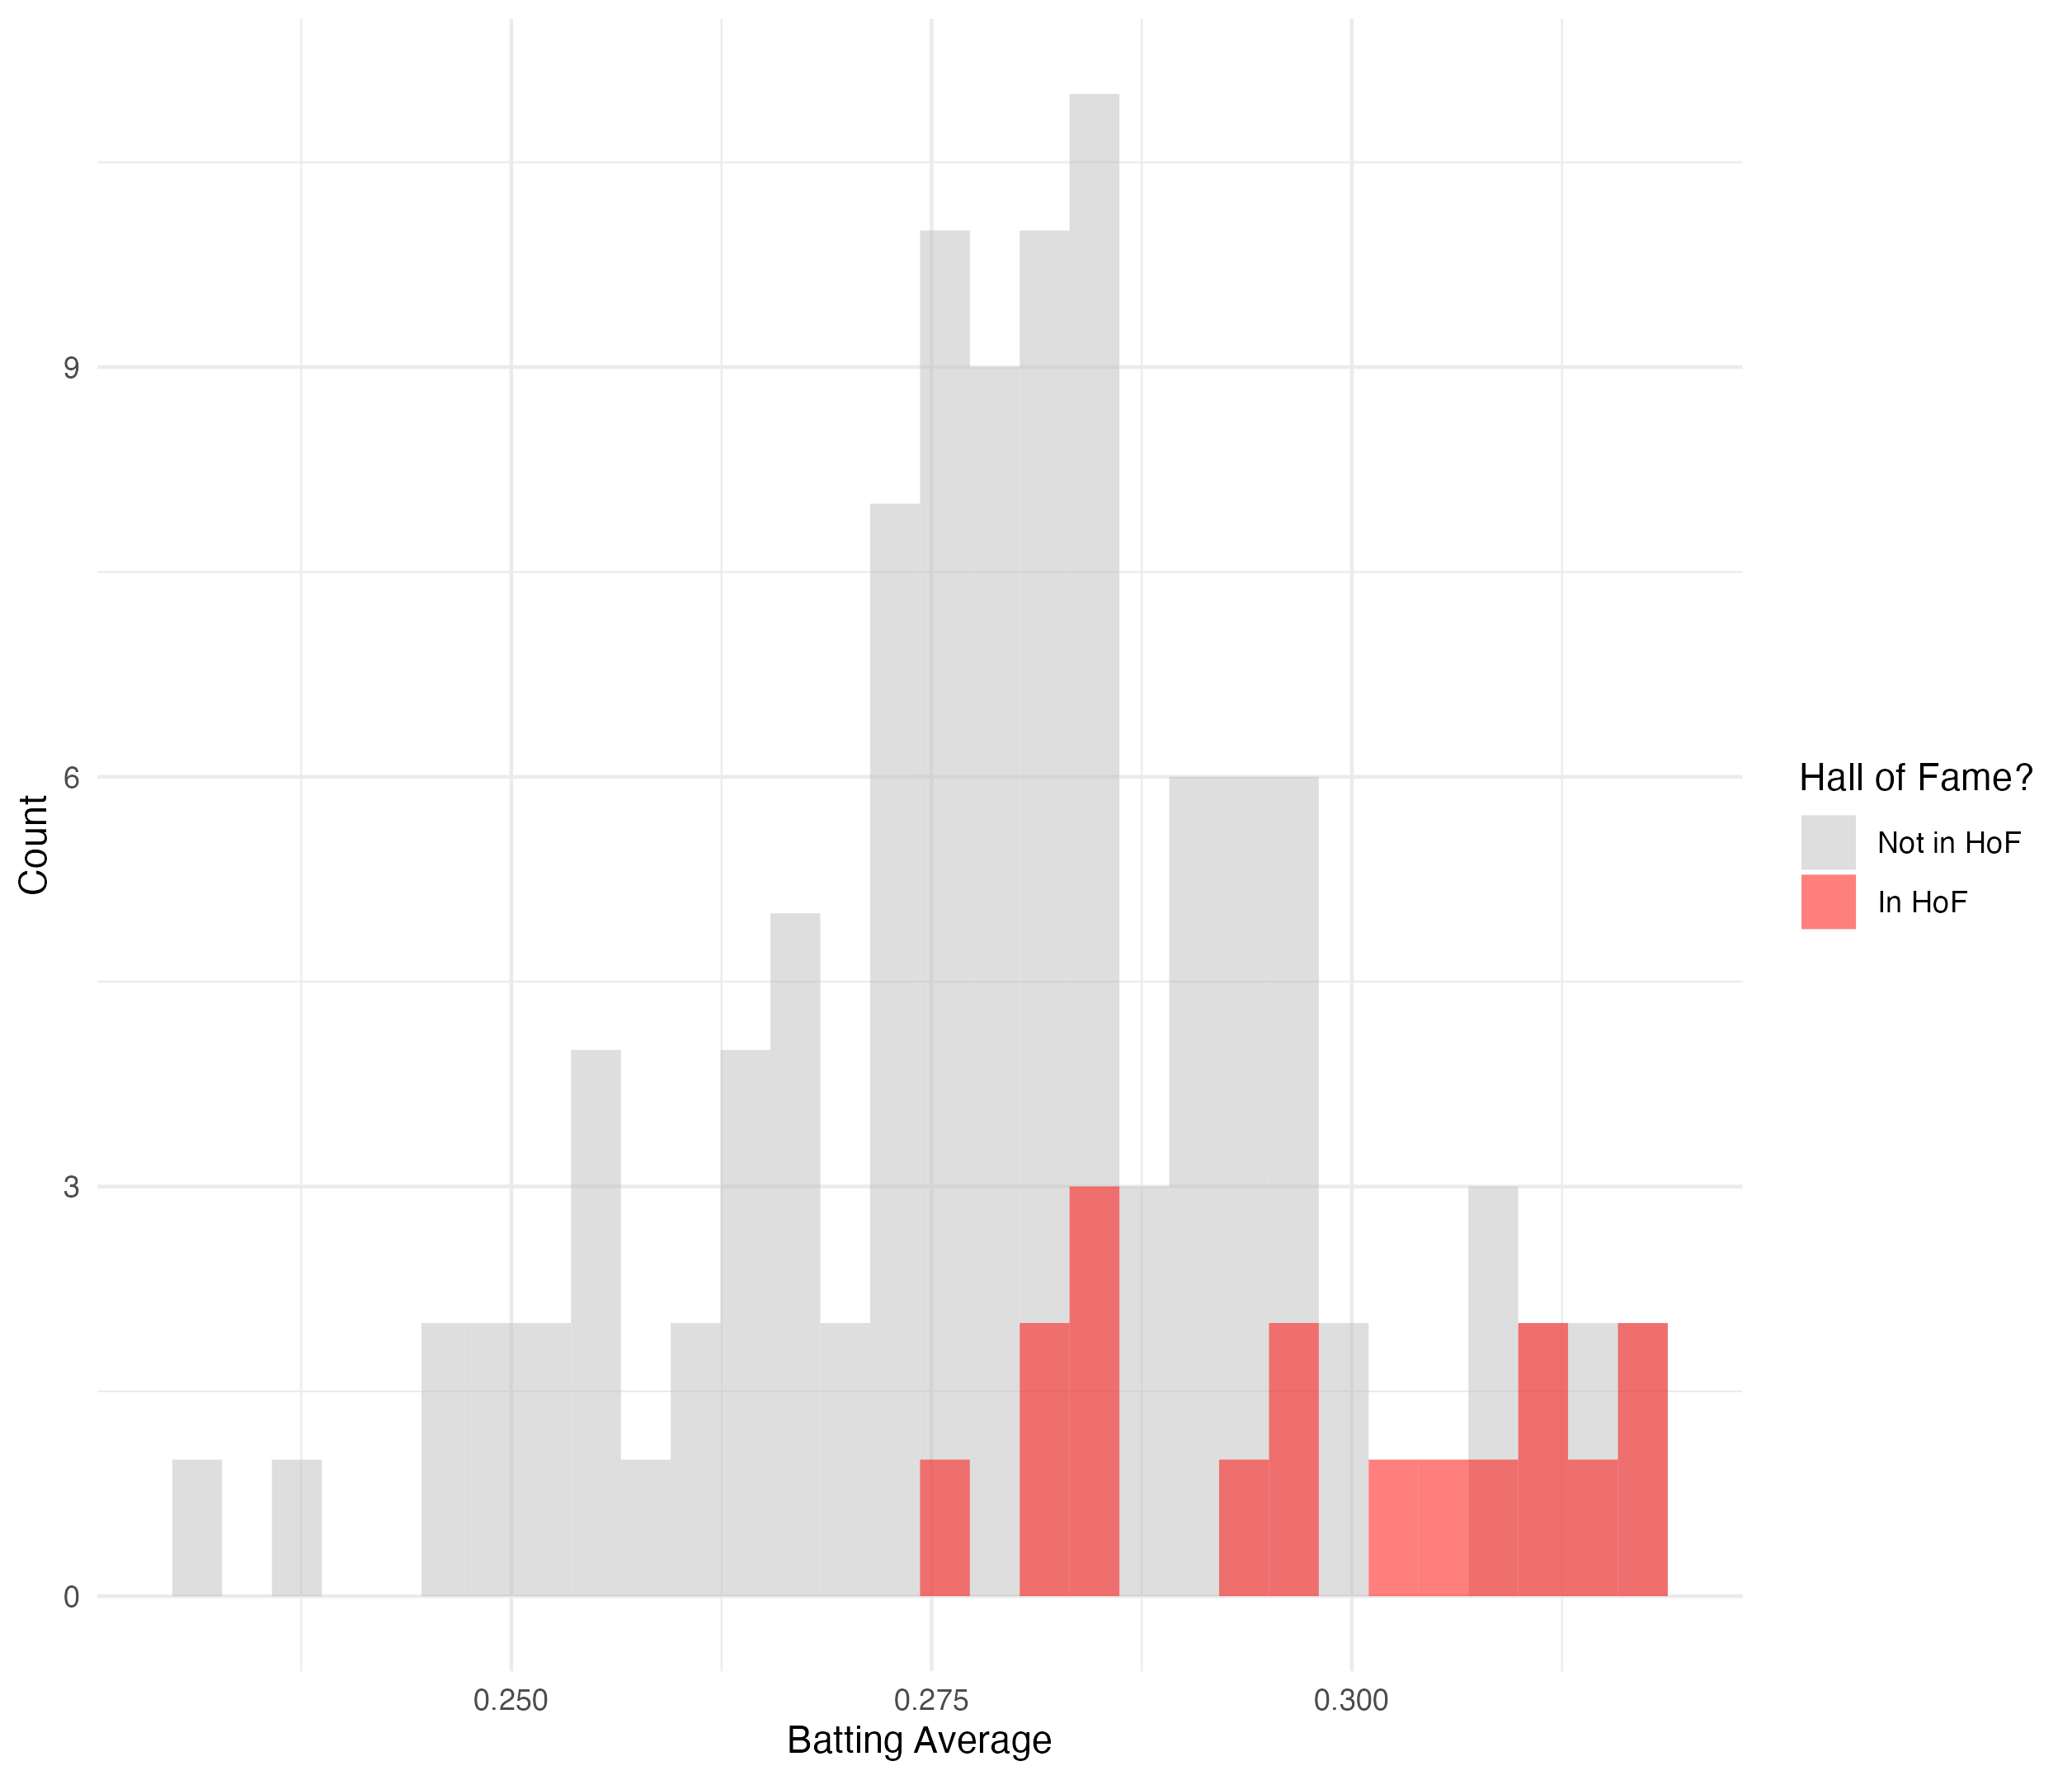 9
6
3
0
Count
0.250
0.275
0.300
Batting Average
Hall of Fame?
Not in HoF
In HoF